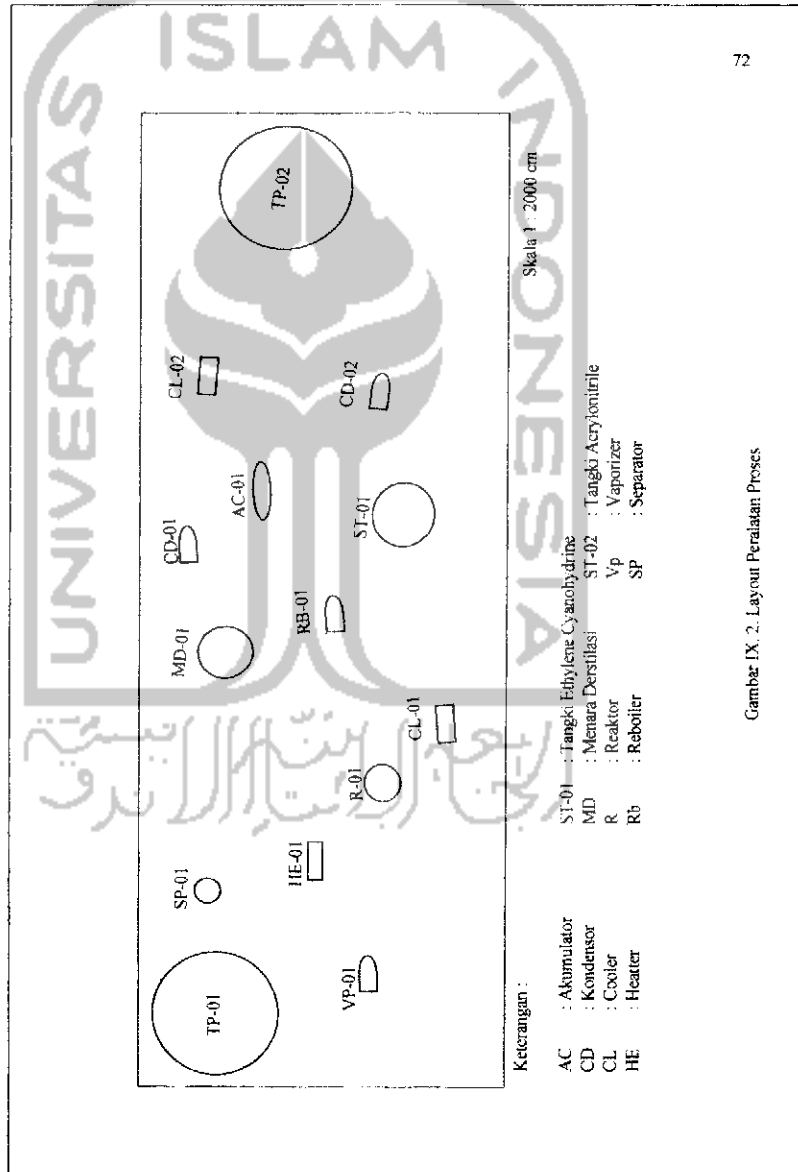 72
UNIVERSITAS
ISLAM
INDONESIA
TP-01
SP-01
VP-01
HE-01
R-01
CL-01
MD-01
RB-01
CD-01
AC-01
ST-01
CL-02
CD-02
TP-02
Skala 1 : 2000 cm
Keterangan :
AC : Akumulator ST-01 : Tangki Ethylene Cyanohydrine
CD : Kondensor MD : Menara Derstilasi ST-02 : Tangki Acrylonitrile
CL : Cooler R : Reaktor Vp : Vaporizer
HE : Heatter Rb : Reboiler SP : Separator
Gambar IX. 2. Layout Peralatan Proses